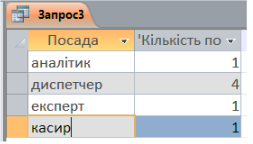 Запрос3
Посада 'Кількість по
аналітик 1
диспетчер 4
експерт 1
касир 1